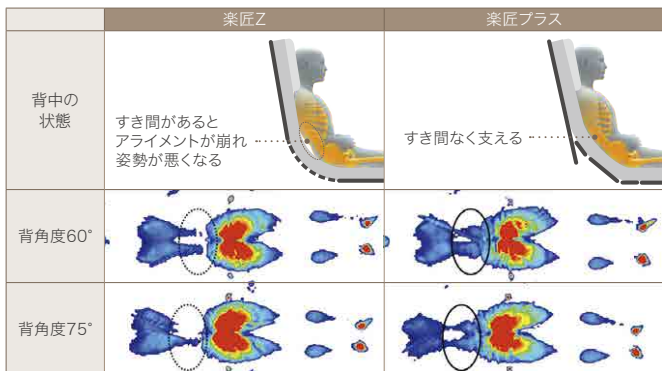 楽匠Z
楽匠プラス
背中の
状態
すき間があると
アライメントが崩れ
姿勢が悪くなる
すき間なく支える
背角度60°
背角度75°